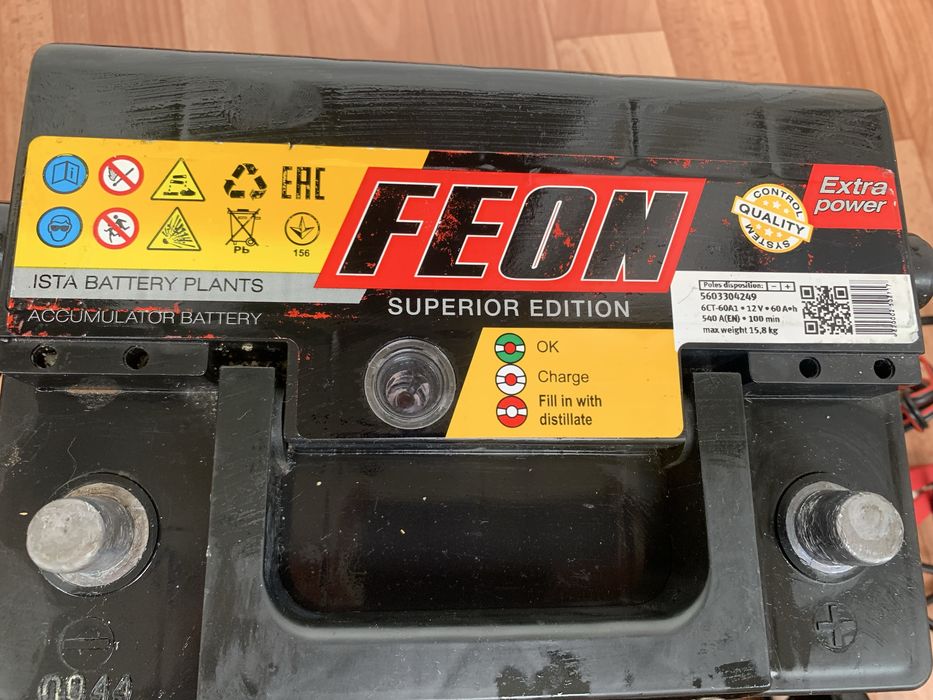 EAC
Pb
156
FEON
CONTROL
QUALITY
SYSTEM
Extra
power
ISTA BATTERY PLANTS
ACCUMULATOR BATTERY
SUPERIOR EDITION
Poles disposition: - +
5603304249
6CT-60A1 • 12 V • 60 A•h
540 A(EN) • 100 min
max weight 15,8 kg
OK
Charge
Fill in with
distillate
0044